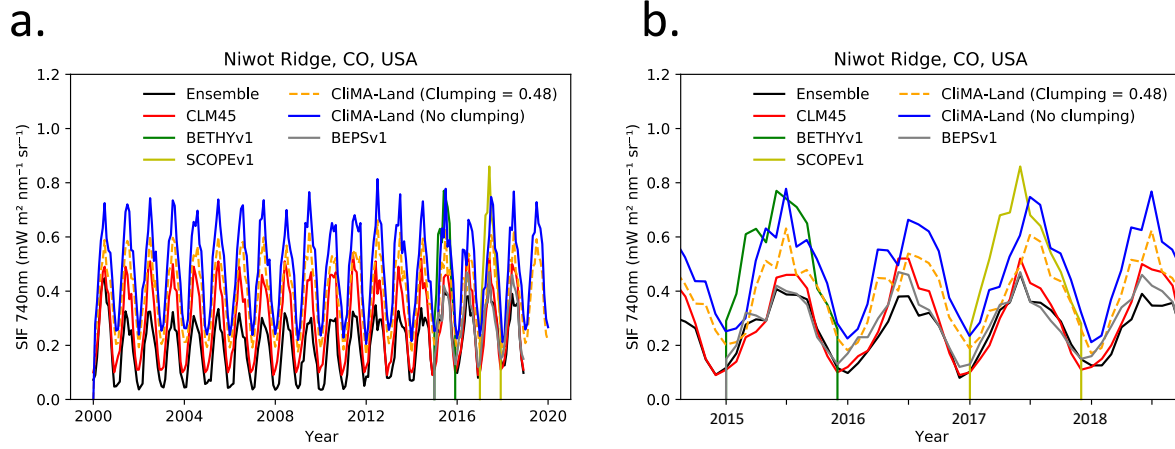 a.
Niwot Ridge, CO, USA
SIF 740nm (mW m² nm⁻¹ sr⁻¹)
1.2
1.0
0.8
0.6
0.4
0.2
0.0
Ensemble
CLM45
BETHYv1
SCOPEv1
CliMA-Land (Clumping = 0.48)
CliMA-Land (No clumping)
BEPSv1
2000 2004 2008 2012 2016 2020
Year
b.
Niwot Ridge, CO, USA
SIF 740nm (mW m² nm⁻¹ sr⁻¹)
1.2
1.0
0.8
0.6
0.4
0.2
0.0
Ensemble
CLM45
BETHYv1
SCOPEv1
CliMA-Land (Clumping = 0.48)
CliMA-Land (No clumping)
BEPSv1
2015 2016 2017 2018
Year